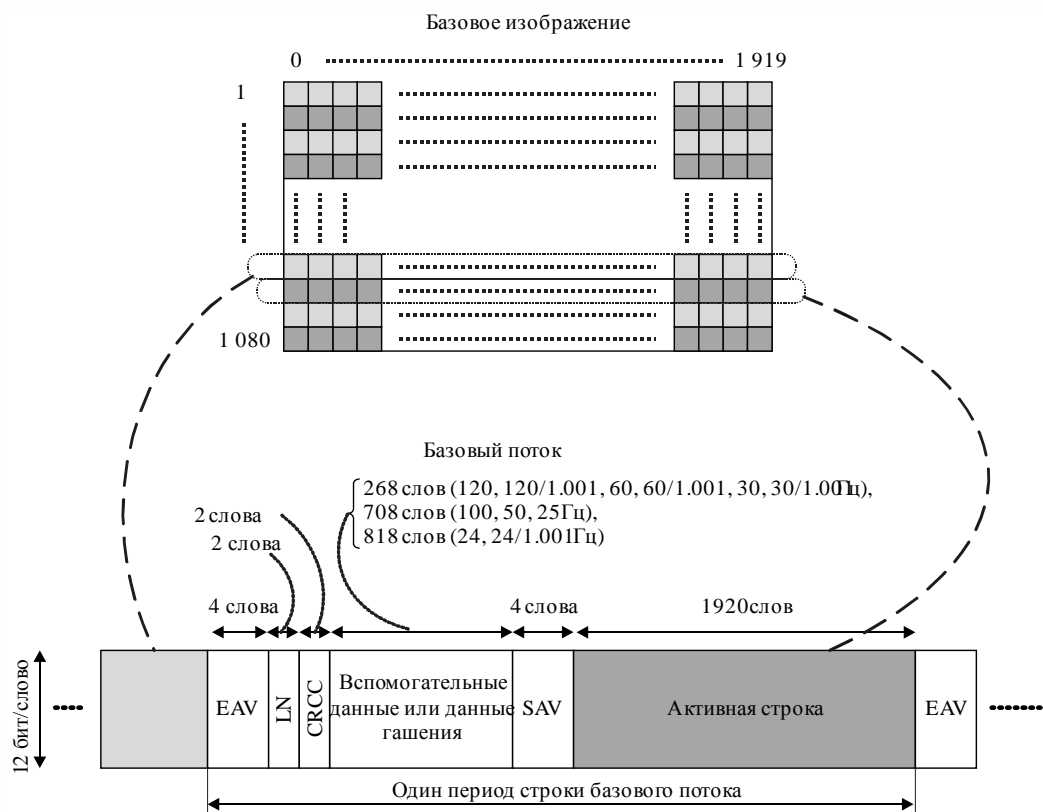 Базовое изображение
0
1 919
1
1 080
Базовый поток
268 слов (120, 120/1.001, 60, 60/1.001, 30, 30/1.001Гц),
708 слов (100, 50, 25Гц),
818 слов (24, 24/1.001Гц)
2 слова
2 слова
4 слова
4 слова
1920слов
12 бит/слово
EAV
LN
CRCC
Вспомогательные
данные или данные
гашения
SAV
Активная строка
EAV
Один период строки базового потока